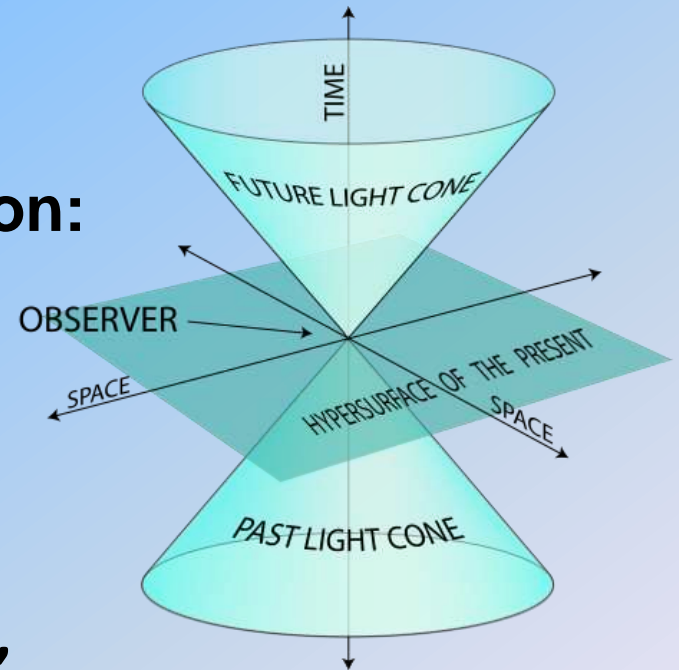 TIME
FUTURE LIGHT CONE
on:
OBSERVER
SPACE
HYPERSURFACE OF THE PRESENT
SPACE
PAST LIGHT CONE
,